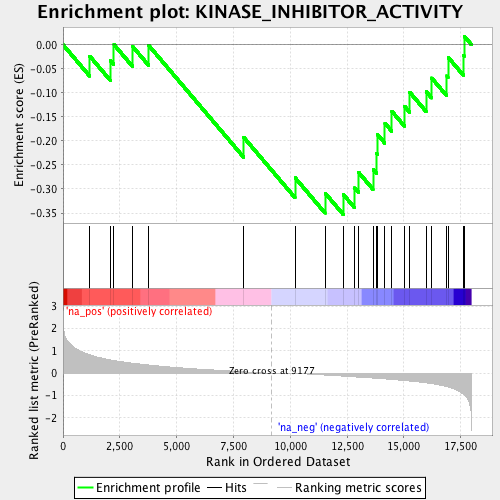 Enrichment plot: KINASE_INHIBITOR_ACTIVITY
Enrichment score (ES)
0.00
-0.05
-0.10
-0.15
-0.20
-0.25
-0.30
-0.35
'na_pos' (positively correlated)
Ranked list metric (PreRanked)
3
2
1
0
-1
-2
Zero cross at 9177
'na_neg' (negatively correlated)
0
2,500
5,000
7,500
10,000
12,500
15,000
17,500
Rank in Ordered Dataset
Enrichment profile
Hits
Ranking metric scores